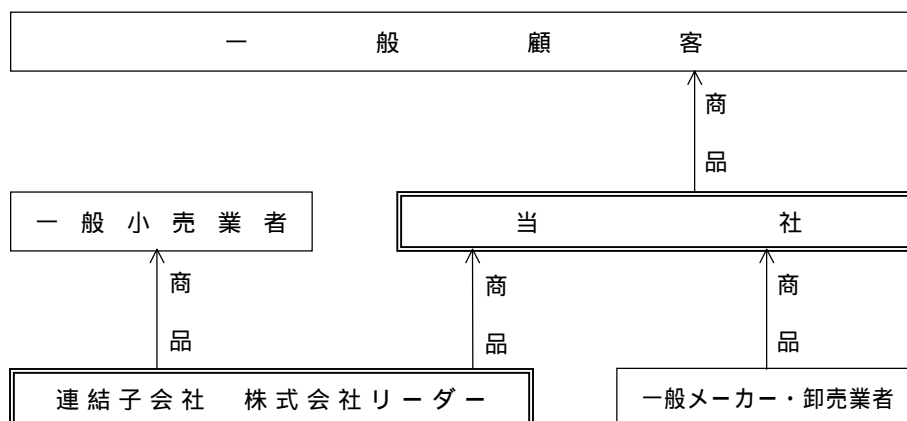 一般顧客
商品
一般小売業者
当社
商品
商品
商品
連結子会社 株式会社リーダー
一般メーカー・卸売業者